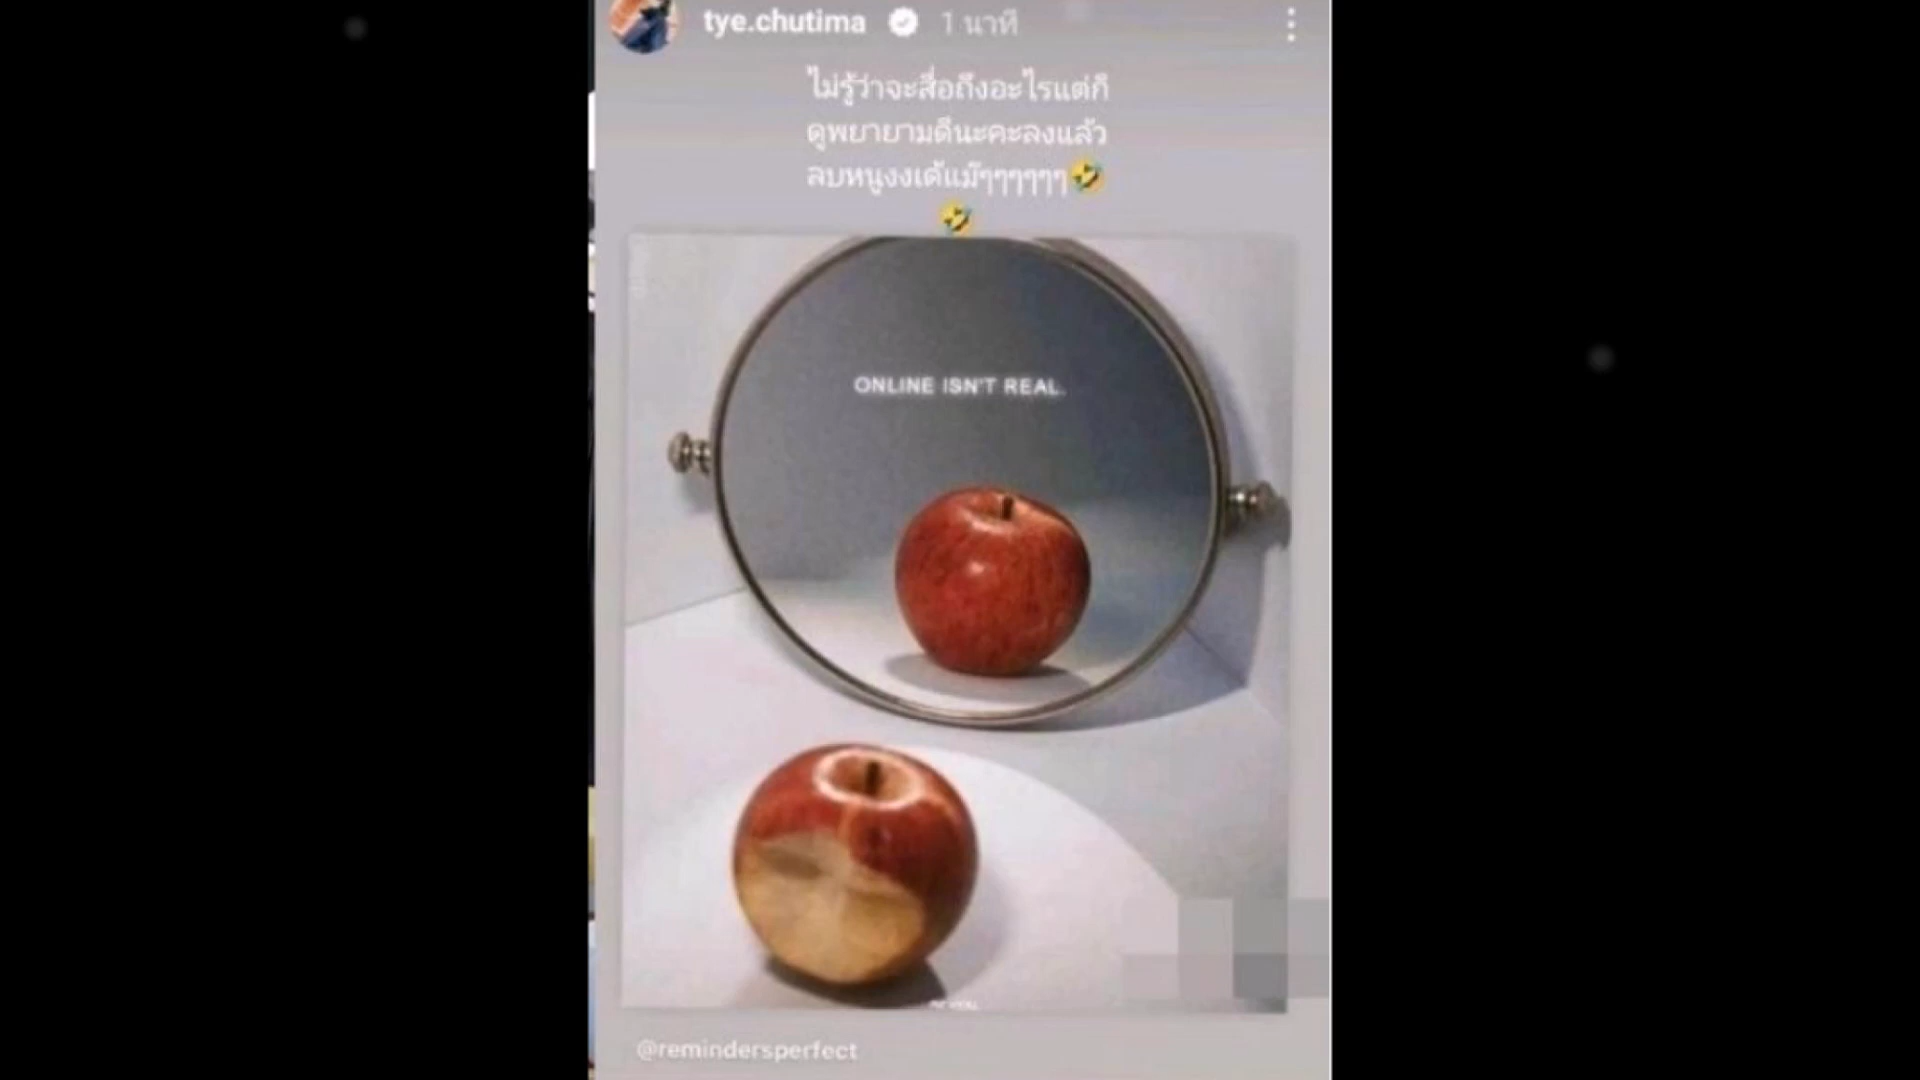 tye.chutima 1 นาที
ไม่รู้ว่าจะสื่อถึงอะไรแต่ก็
ดูพยายามดีนะคะลงแล้ว
ลบหนูงงเด้แม๊ๆๆๆๆๆๆ🤣
🤣
ONLINE ISN'T REAL.
@remindersperfect